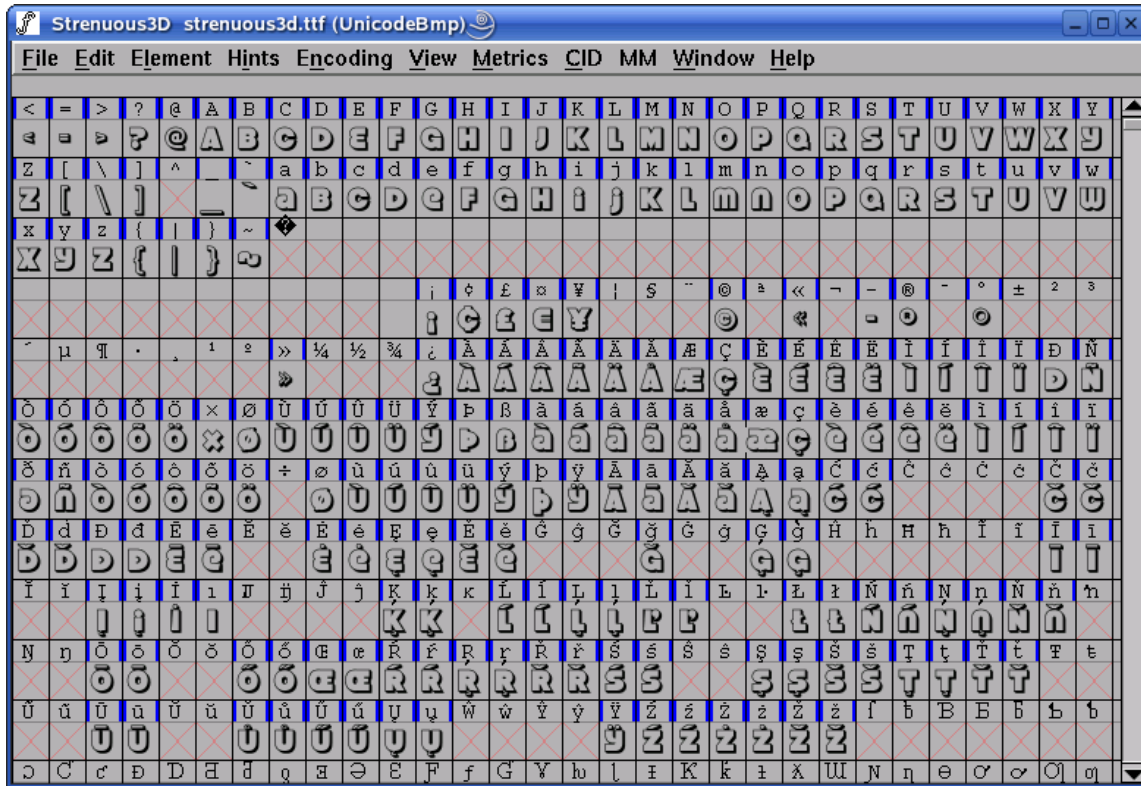 Strenuous3D strenuous3d.ttf (UnicodeBmp)
File Edit Element Hints Encoding View Metrics CID MM Window Help
< = > ? @ A B C D E F G H I J K L M N O P Q R S T U V W X Y
Z [ \ ] ^ _ ` a b c d e f g h i j k l m n o p q r s t u v w
x y z { | } ~ �
¡ ¢ £ ¤ ¥ ¦ § ¨ © ª « ¬ - ® ¯ ° ± ² ³
´ µ ¶ · ¸ ¹ º » ¼ ½ ¾ ¿ À Á Â Ã Ä Å Æ Ç È É Ê Ë Ì Í Î Ï Ð Ñ
Ò Ó Ô Õ Ö × Ø Ù Ú Û Ü Ý Þ ß à á â ã ä å æ ç è é ê ë ì í î ï
ð ñ ò ó ô õ ö ÷ ø ù ú û ü ý þ ÿ Ā ā Ă ă Ą ą Ć ć Ĉ ĉ Ċ ċ Č č
Ď ď Đ đ Ē ē Ĕ ĕ Ė ė Ę ę Ě ě Ĝ ĝ Ğ ğ Ġ ġ Ģ ģ Ĥ ĥ Ħ ħ Ĩ ĩ Ī ī
Ĭ ĭ Į į İ ı Ĳ ĳ Ĵ ĵ Ķ ķ ĸ Ĺ ĺ Ļ ļ Ľ ľ Ŀ ŀ Ł ł Ń ń Ņ ņ Ň ň ŉ
Ŋ ŋ Ō ō Ŏ ŏ Ő ő Œ œ Ŕ ŕ Ŗ ŗ Ř ř Ś ś Ŝ ŝ Ş ş Š š Ţ ţ Ť ť Ŧ ŧ
Ũ ũ Ū ū Ŭ ŭ Ů ů Ű ű Ų ų Ŵ ŵ Ŷ ŷ Ÿ Ź ź Ż ż Ž ž ſ ƀ Ɓ Ƃ ƃ Ƅ ƅ
Ɔ Ƈ ƈ Ɖ Ɗ Ƌ ƌ ƍ Ǝ Ə Ɛ Ƒ ƒ Ɠ Ɣ ƕ Ɩ Ɨ Ƙ ƙ ƚ ƛ Ɯ Ɲ ƞ Ɵ Ơ ơ Ƣ ƣ